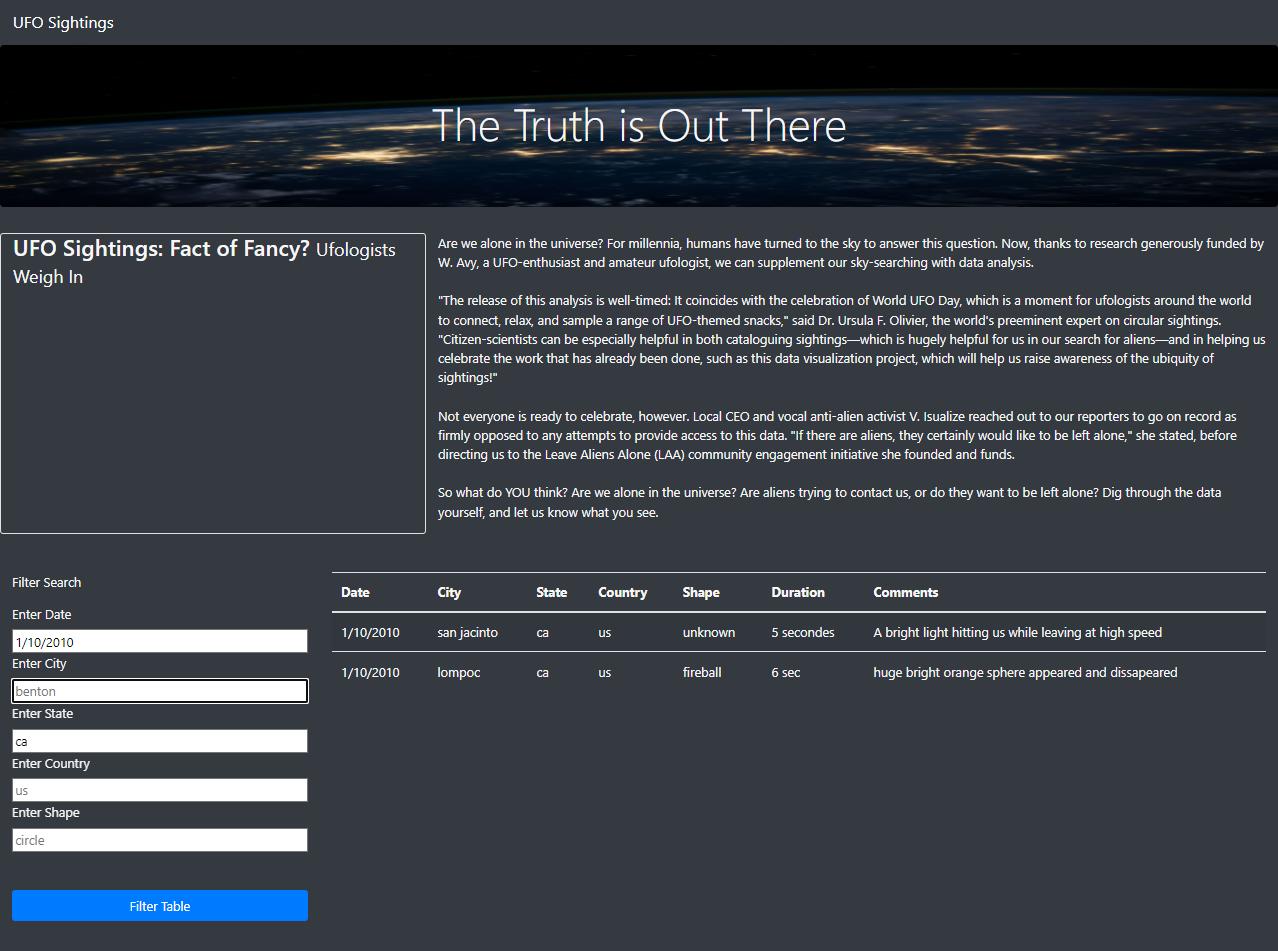 UFO Sightings
The Truth is Out There
UFO Sightings: Fact of Fancy? Ufologists
Weigh In
Are we alone in the universe? For millennia, humans have turned to the sky to answer this question. Now, thanks to research generously funded by
W. Avy, a UFO-enthusiast and amateur ufologist, we can supplement our sky-searching with data analysis.
"The release of this analysis is well-timed: It coincides with the celebration of World UFO Day, which is a moment for ufologists around the world
to connect, relax, and sample a range of UFO-themed snacks," said Dr. Ursula F. Olivier, the world's preeminent expert on circular sightings.
"Citizen-scientists can be especially helpful in both cataloguing sightings—which is hugely helpful for us in our search for aliens—and in helping us
celebrate the work that has already been done, such as this data visualization project, which will help us raise awareness of the ubiquity of
sightings!"
Not everyone is ready to celebrate, however. Local CEO and vocal anti-alien activist V. Isualize reached out to our reporters to go on record as
firmly opposed to any attempts to provide access to this data. "If there are aliens, they certainly would like to be left alone," she stated, before
directing us to the Leave Aliens Alone (LAA) community engagement initiative she founded and funds.
So what do YOU think? Are we alone in the universe? Are aliens trying to contact us, or do they want to be left alone? Dig through the data
yourself, and let us know what you see.
Filter Search
Enter Date
1/10/2010
Enter City
benton
Enter State
ca
Enter Country
us
Enter Shape
circle
Filter Table
Date City State Country Shape Duration Comments
1/10/2010 san jacinto ca us unknown 5 secondes A bright light hitting us while leaving at high speed
1/10/2010 lompoc ca us fireball 6 sec huge bright orange sphere appeared and dissapeared